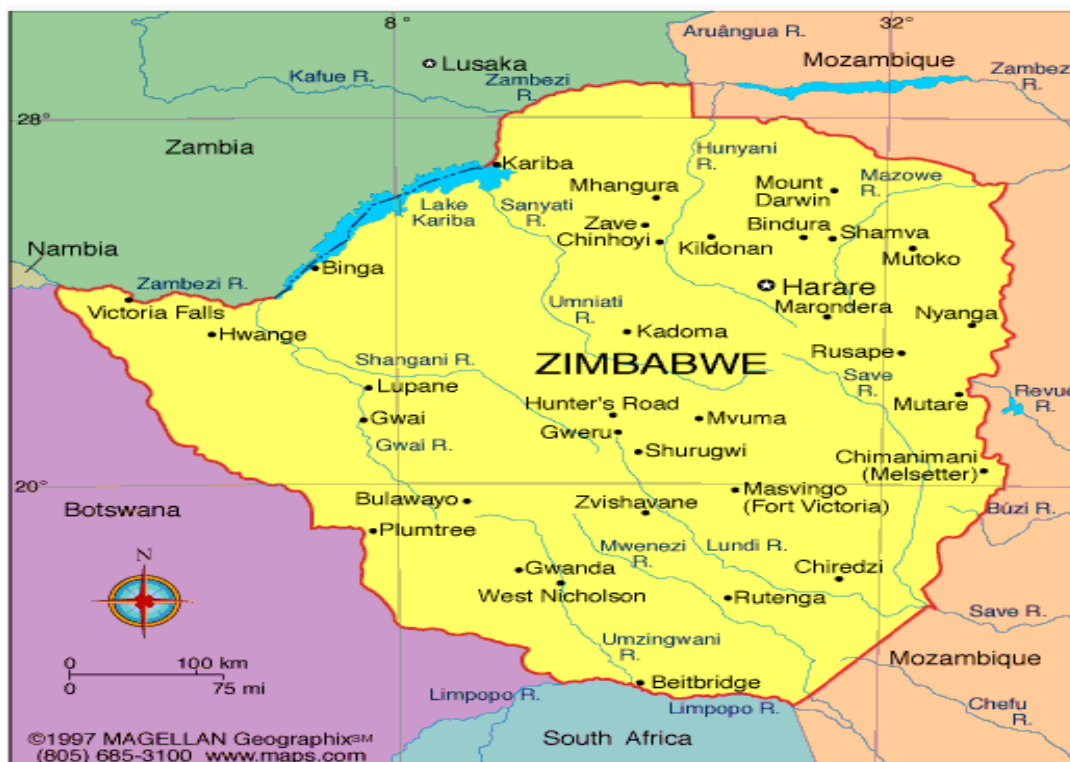 8 °
32
Aruângua R.
Mozambique
Lusaka
Kafue R.
Zambezi
R.
Zambez
R.
28°
Zambia
Kariba
Hunyani
R.
Mhangura
Mount
Darwin
Mazowe
R.
Lake
Kariba
Sanyati
R.
Zave
Chinhoyi
Kildonan
Bindura
Shamva
Mutoko
Nambia
Binga
Zambezi R.
Victoria Falls
Hwange
Umniati
R.
Harare
Marondera
Nyanga
Kadoma
Shangani R.
ZIMBABWE
Rusape
Save
R.
Lupane
Gwai
Gwai R.
Hunter's Road
Gweru
Mvuma
Shurugwi
Mutare
Revue
R.
Chimanimani
(Melsetter)
20°
Botswana
Bulawayo
Plumtree
Zvishavane
Masvingo
(Fort Victoria)
Búzi R.
Mwenezi
R.
Lundi R.
Chiredzi
N
Gwanda
West Nicholson
Rutenga
Save R.
Umzingwani
R.
Mozambique
0 100 km
0 75 mi
Beitbridge
Limpopo R.
Limpopo R.
Chefu
R.
South Africa
©1997 MAGELLAN Geographix℠
(805) 685-3100 www.maps.com